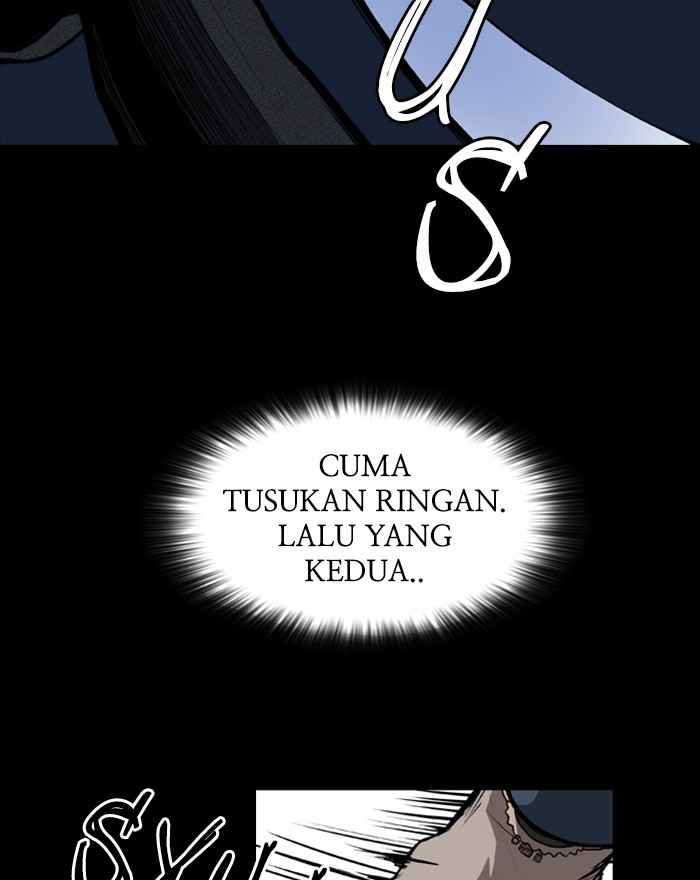 U
S
CUMA
TUSUKAN RINGAN.
LALU YANG
KEDUA..